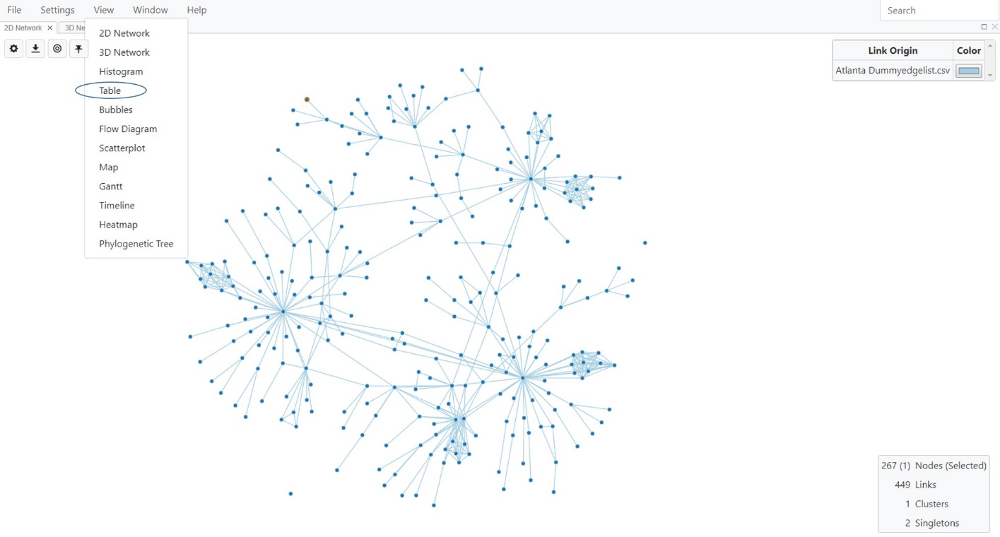 File Settings View Window Help
Search
2D Network × 3D Ne
2D Network
3D Network
Histogram
Table
Bubbles
Flow Diagram
Scatterplot
Map
Gantt
Timeline
Heatmap
Phylogenetic Tree
Link Origin Color
Atlanta Dummyedgelist.csv
267 (1) Nodes (Selected)
449 Links
1 Clusters
2 Singletons